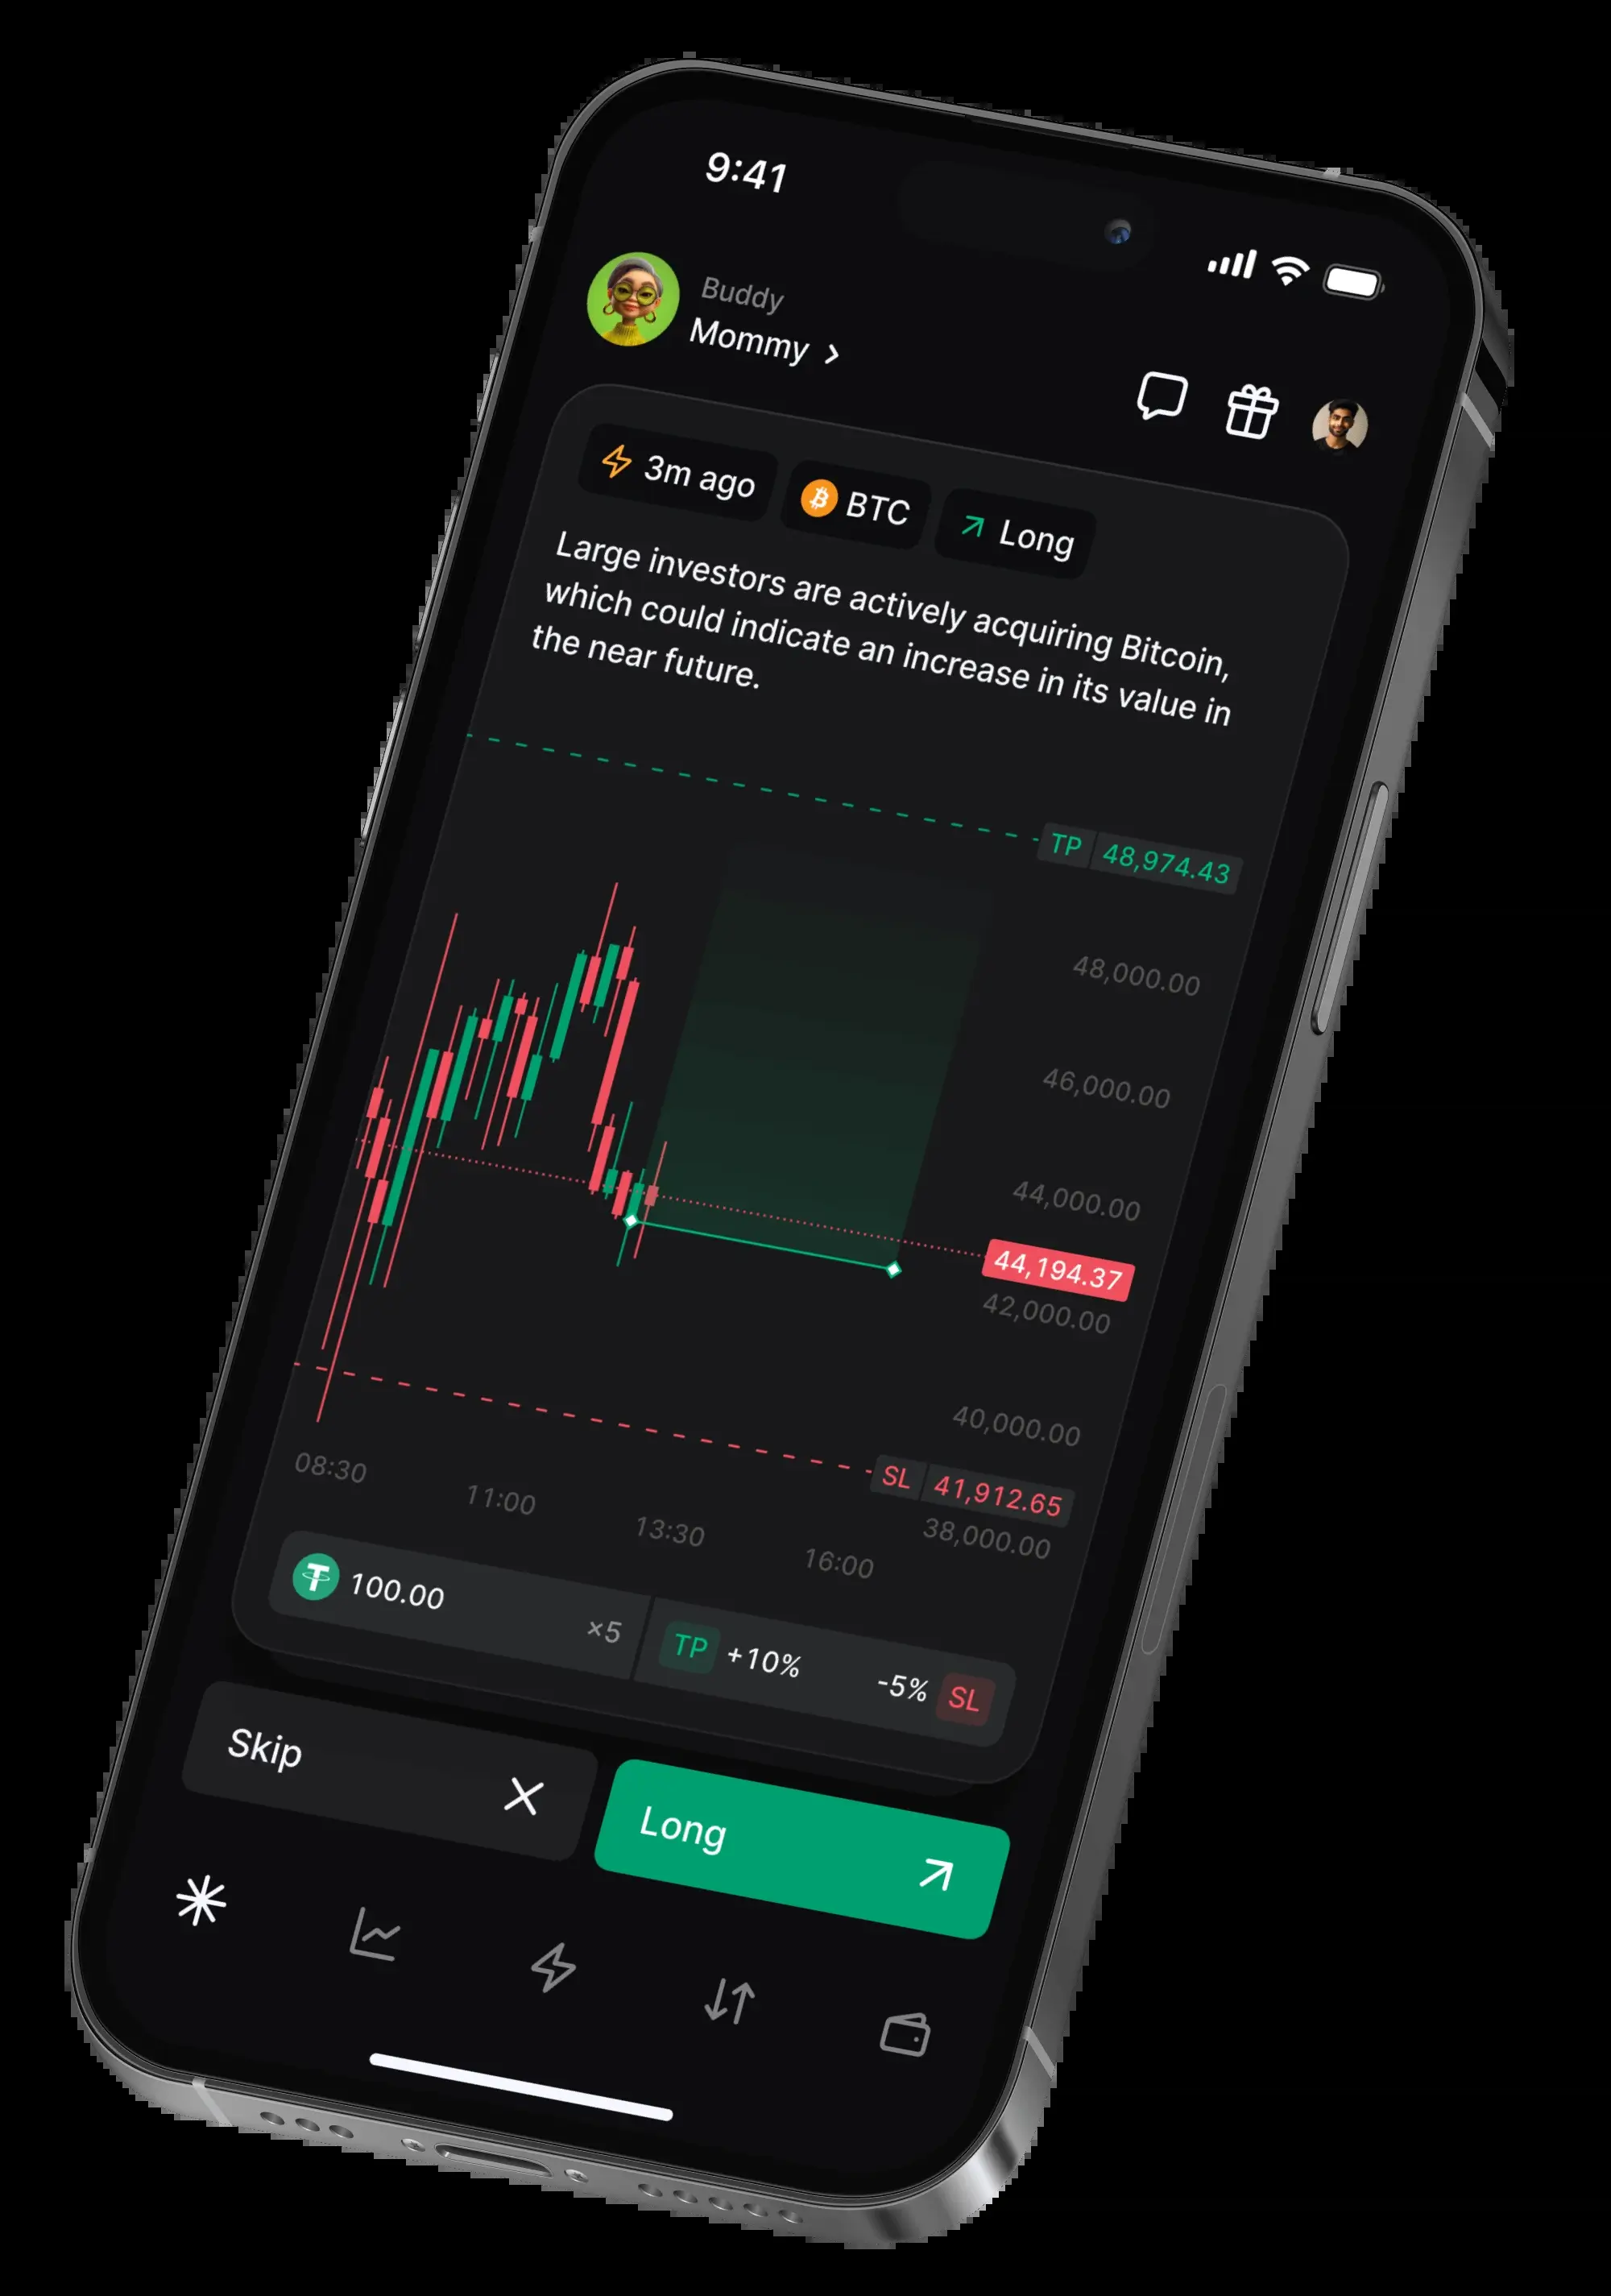 9:41
Buddy
Mommy
3m ago
BTC
Long
Large investors are actively acquiring Bitcoin,
which could indicate an increase in its value in
the near future.
TP 48,974.43
48,000.00
46,000.00
44,000.00
44,194.37
42,000.00
40,000.00
SL 41,912.65
38,000.00
08:30
11:00
13:30
16:00
100.00
×5
TP +10%
-5% SL
Skip
Long